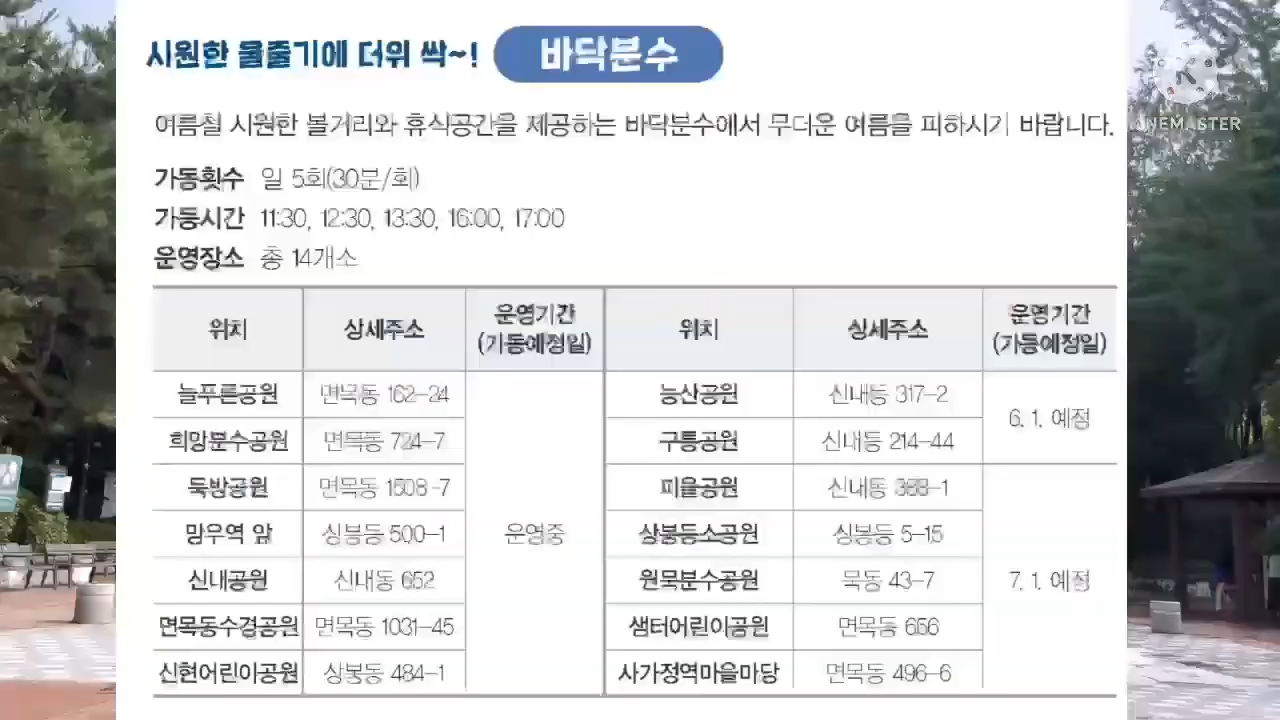 시원한 물줄기에 더위 싹~! 바닥분수
여름철 시원한 볼거리와 휴식공간을 제공하는 바닥분수에서 무더운 여름을 피하시기 바랍니다.
가동횟수 일 5회(30분/회)
가동시간 11:30, 12:30, 13:30, 16:00, 17:00
운영장소 총 14개소
위치 상세주소 운영기간 (가동예정일) 위치 상세주소 운영기간 (가동예정일)
늘푸른공원 면목동 162-24 능산공원 신내동 317-2
6. 1. 예정
희망분수공원 면목동 724-7 구릉공원 신내동 214-44
뚝방공원 면목동 1508-7 피울공원 신내동 368-1
망우역 앞 상봉동 500-1 운영중 상봉동소공원 상봉동 5-15
신내공원 신내동 652 원묵분수공원 묵동 43-7 7. 1. 예정
면목동수경공원 면목동 1031-45 샘터어린이공원 면목동 656
신현어린이공원 상봉동 484-1 사가정역마을마당 면목동 496-6
KINEMASTER